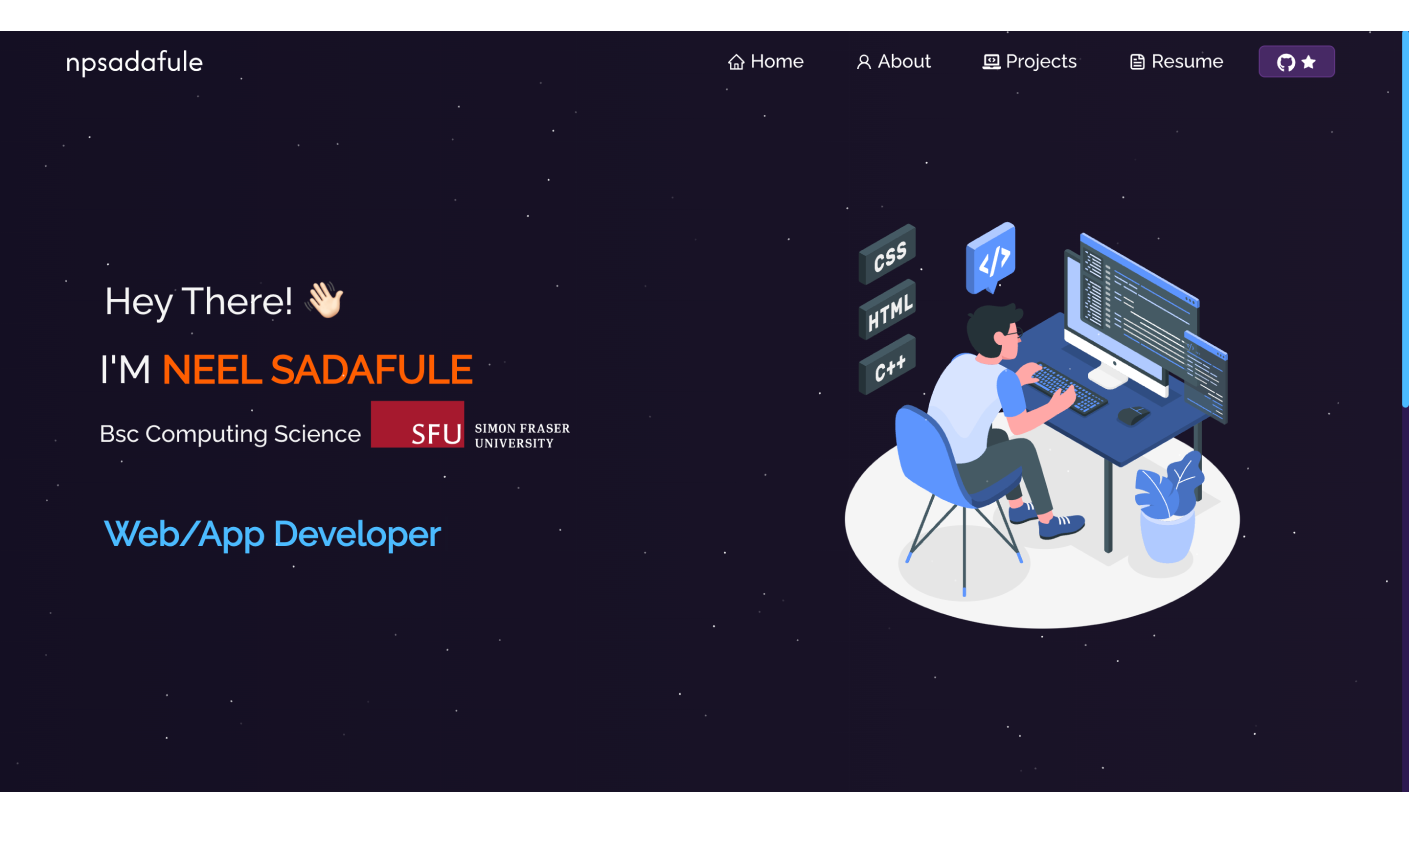 npsadafule
Home About Projects Resume
Hey There! 👋🏻
I'M NEEL SADAFULE
Bsc Computing Science SFU SIMON FRASER
UNIVERSITY
Web/App Developer
CSS
</>
HTML
C++